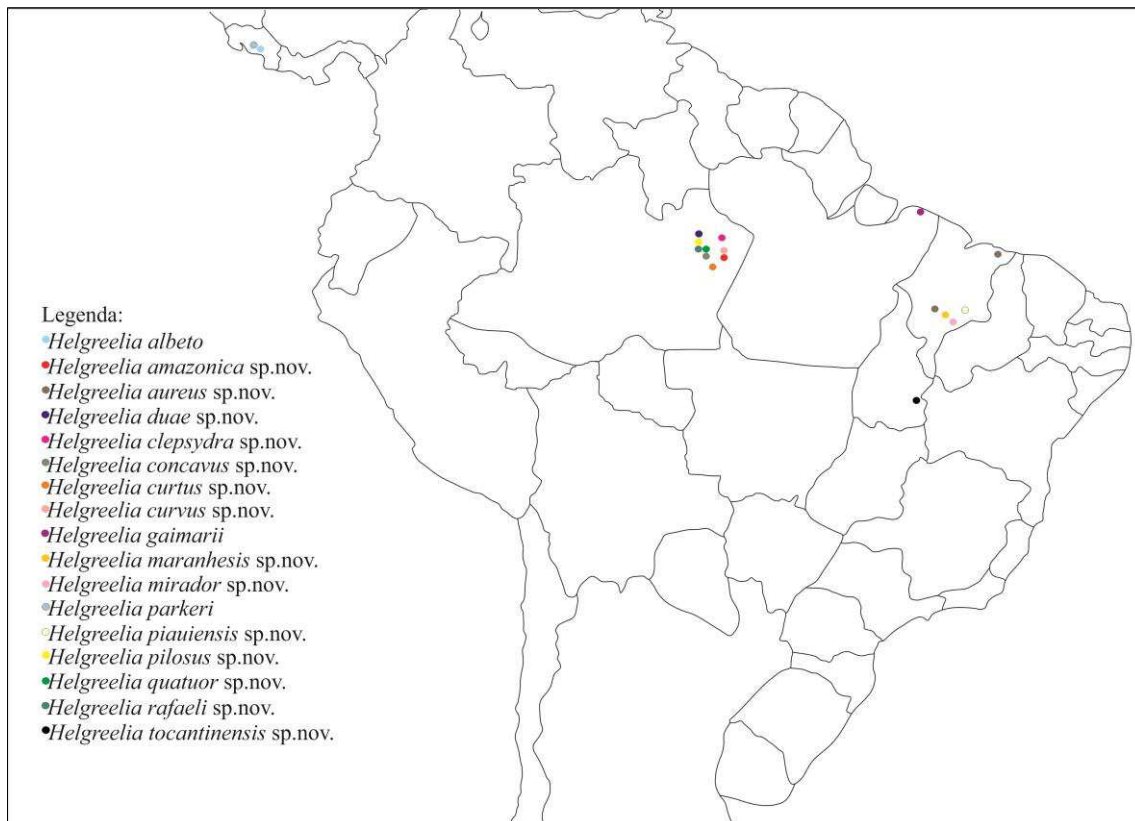 Legenda:
Helgreelia albeto
Helgreelia amazonica sp.nov.
Helgreelia aureus sp.nov.
Helgreelia duae sp.nov.
Helgreelia clepsydra sp.nov.
Helgreelia concavus sp.nov.
Helgreelia curtus sp.nov.
Helgreelia curvus sp.nov.
Helgreelia gaimarii
Helgreelia maranhesis sp.nov.
Helgreelia mirador sp.nov.
Helgreelia parkeri
Helgreelia piauiensis sp.nov.
Helgreelia pilosus sp.nov.
Helgreelia quatuor sp.nov.
Helgreelia rafaeli sp.nov.
Helgreelia tocantinensis sp.nov.